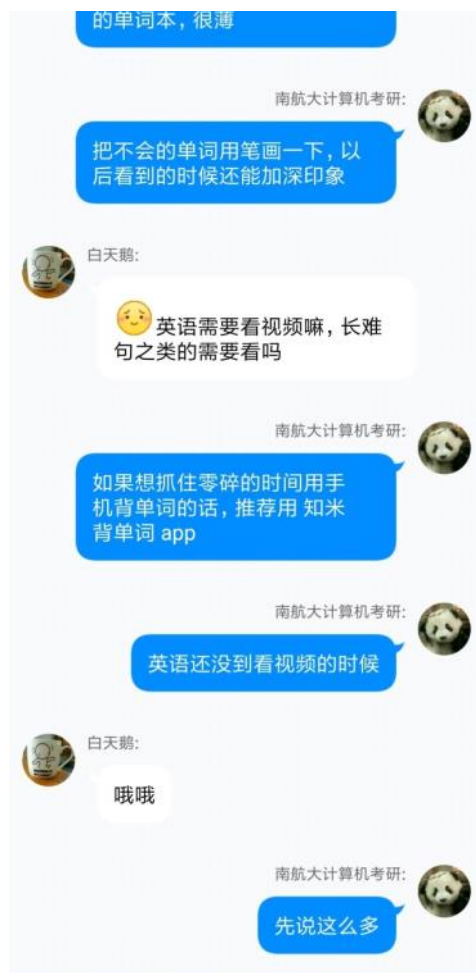 的单词本，很薄
南航大计算机考研:
把不会的单词用笔画一下，以
后看到的时候还能加深印象
白天鹅:
英语需要看视频嘛，长难
句之类的需要看吗
南航大计算机考研:
如果想抓住零碎的时间用手
机背单词的话，推荐用 知米
背单词 app
南航大计算机考研:
英语还没到看视频的时候
白天鹅:
哦哦
南航大计算机考研:
先说这么多